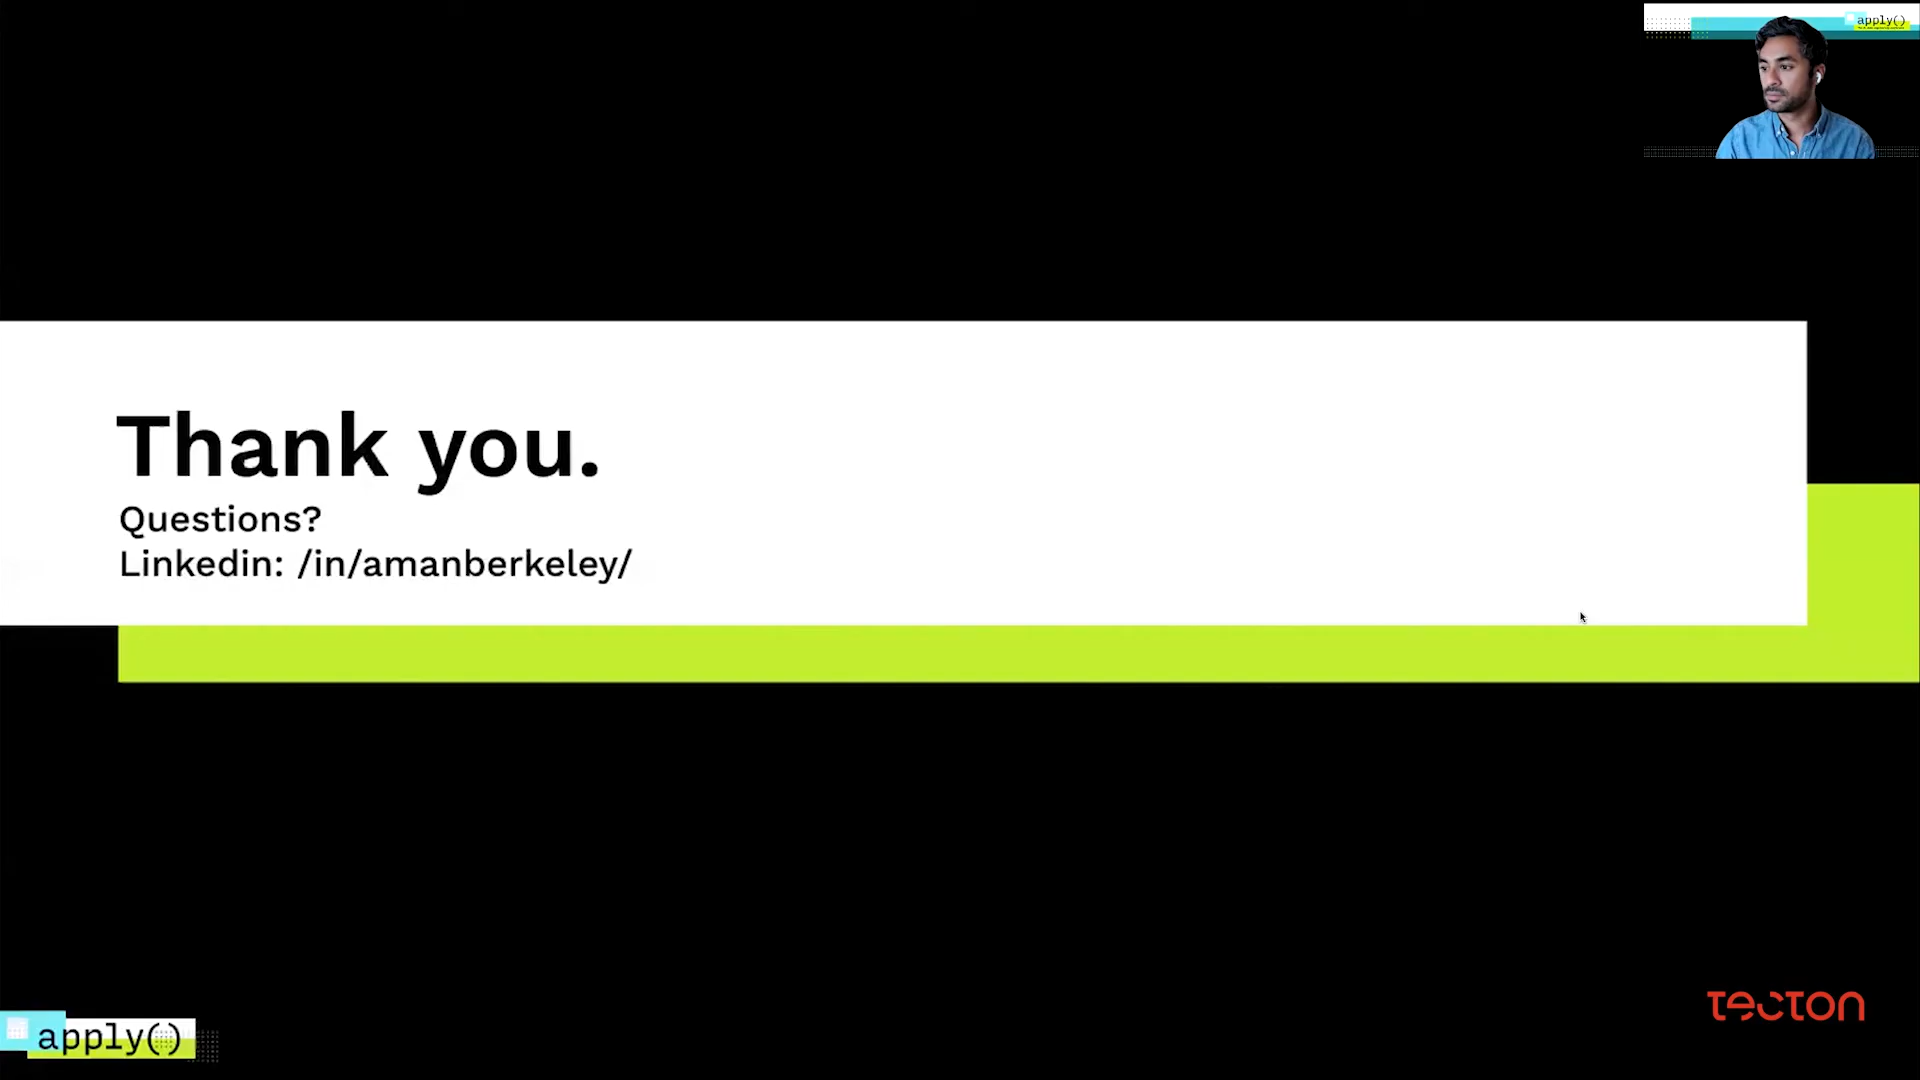 apply()
Thank you.
Questions?
Linkedin: /in/amanberkeley/
tecton
apply()